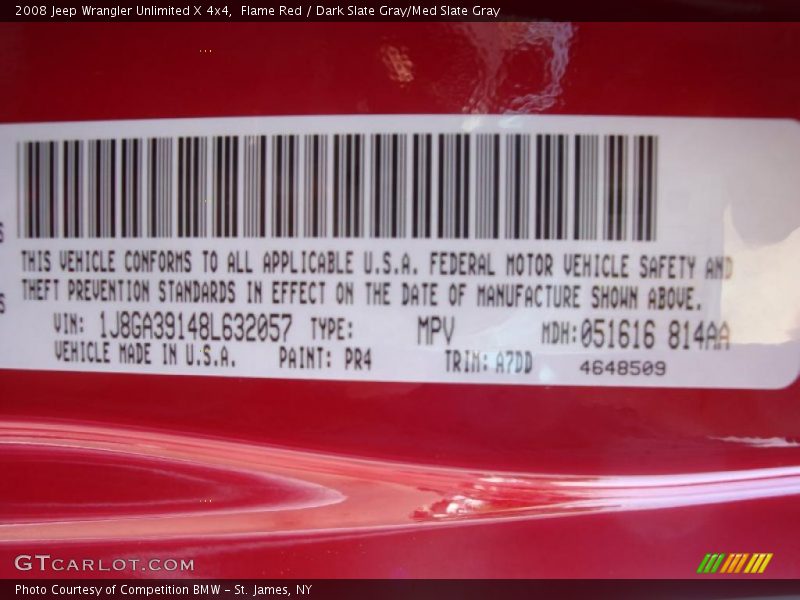 2008 Jeep Wrangler Unlimited X 4x4,  Flame Red / Dark Slate Gray/Med Slate Gray
THIS VEHICLE CONFORMS TO ALL APPLICABLE U.S.A. FEDERAL MOTOR VEHICLE SAFETY AND
THEFT PREVENTION STANDARDS IN EFFECT ON THE DATE OF MANUFACTURE SHOWN ABOVE.
VIN: 1J8GA39148L632057 TYPE: MPV MDH:051616 814AA
VEHICLE MADE IN U.S.A. PAINT: PR4 TRIM: A7DD 4648509
GTCARLOT.COM
Photo Courtesy of Competition BMW - St. James, NY